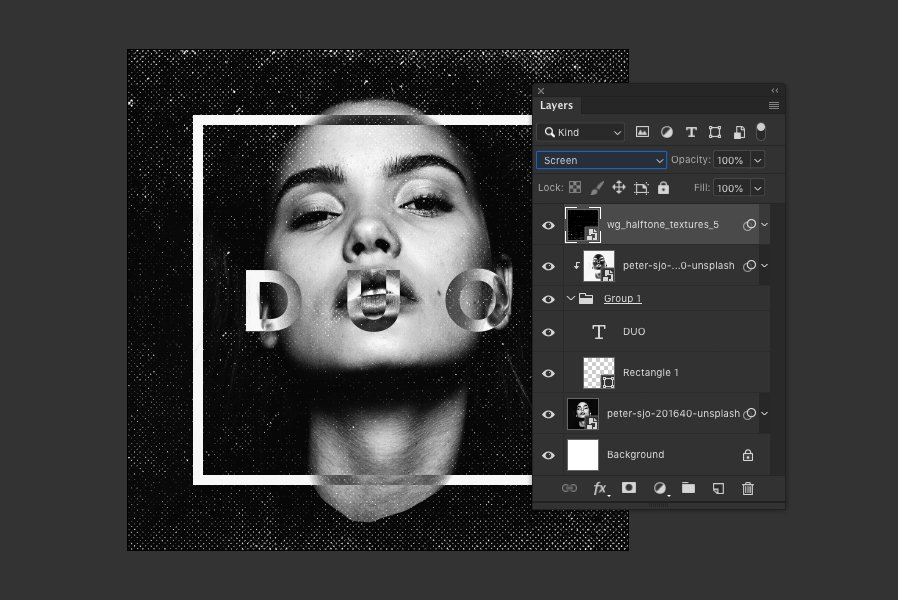 Layers
Kind
Screen Opacity: 100%
Lock: Fill: 100%
wg_halftone_textures_5
peter-sjo-...0-unsplash
Group 1
DUO
T DUO
Rectangle 1
peter-sjo-201640-unsplash
Background
fx